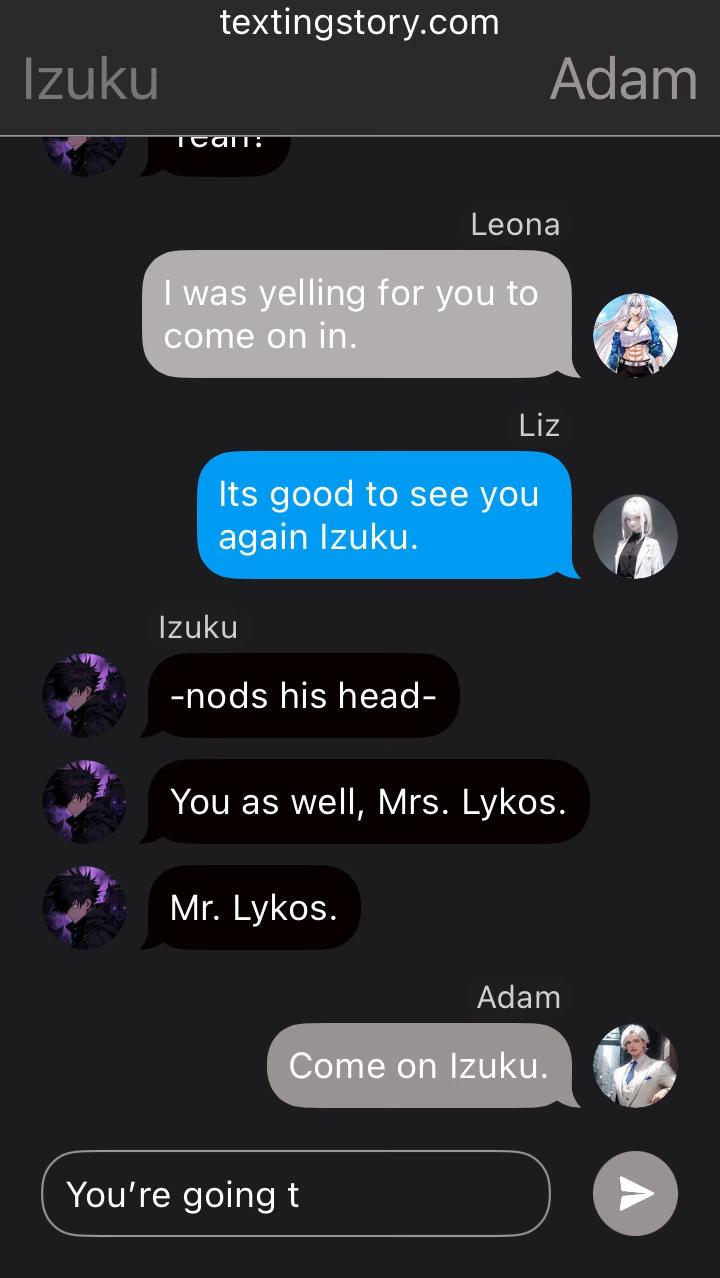 textingstory.com
Izuku
Adam
Yeah?
Leona
I was yelling for you to
come on in.
Liz
Its good to see you
again Izuku.
Izuku
-nods his head-
You as well, Mrs. Lykos.
Mr. Lykos.
Adam
Come on Izuku.
You’re going t